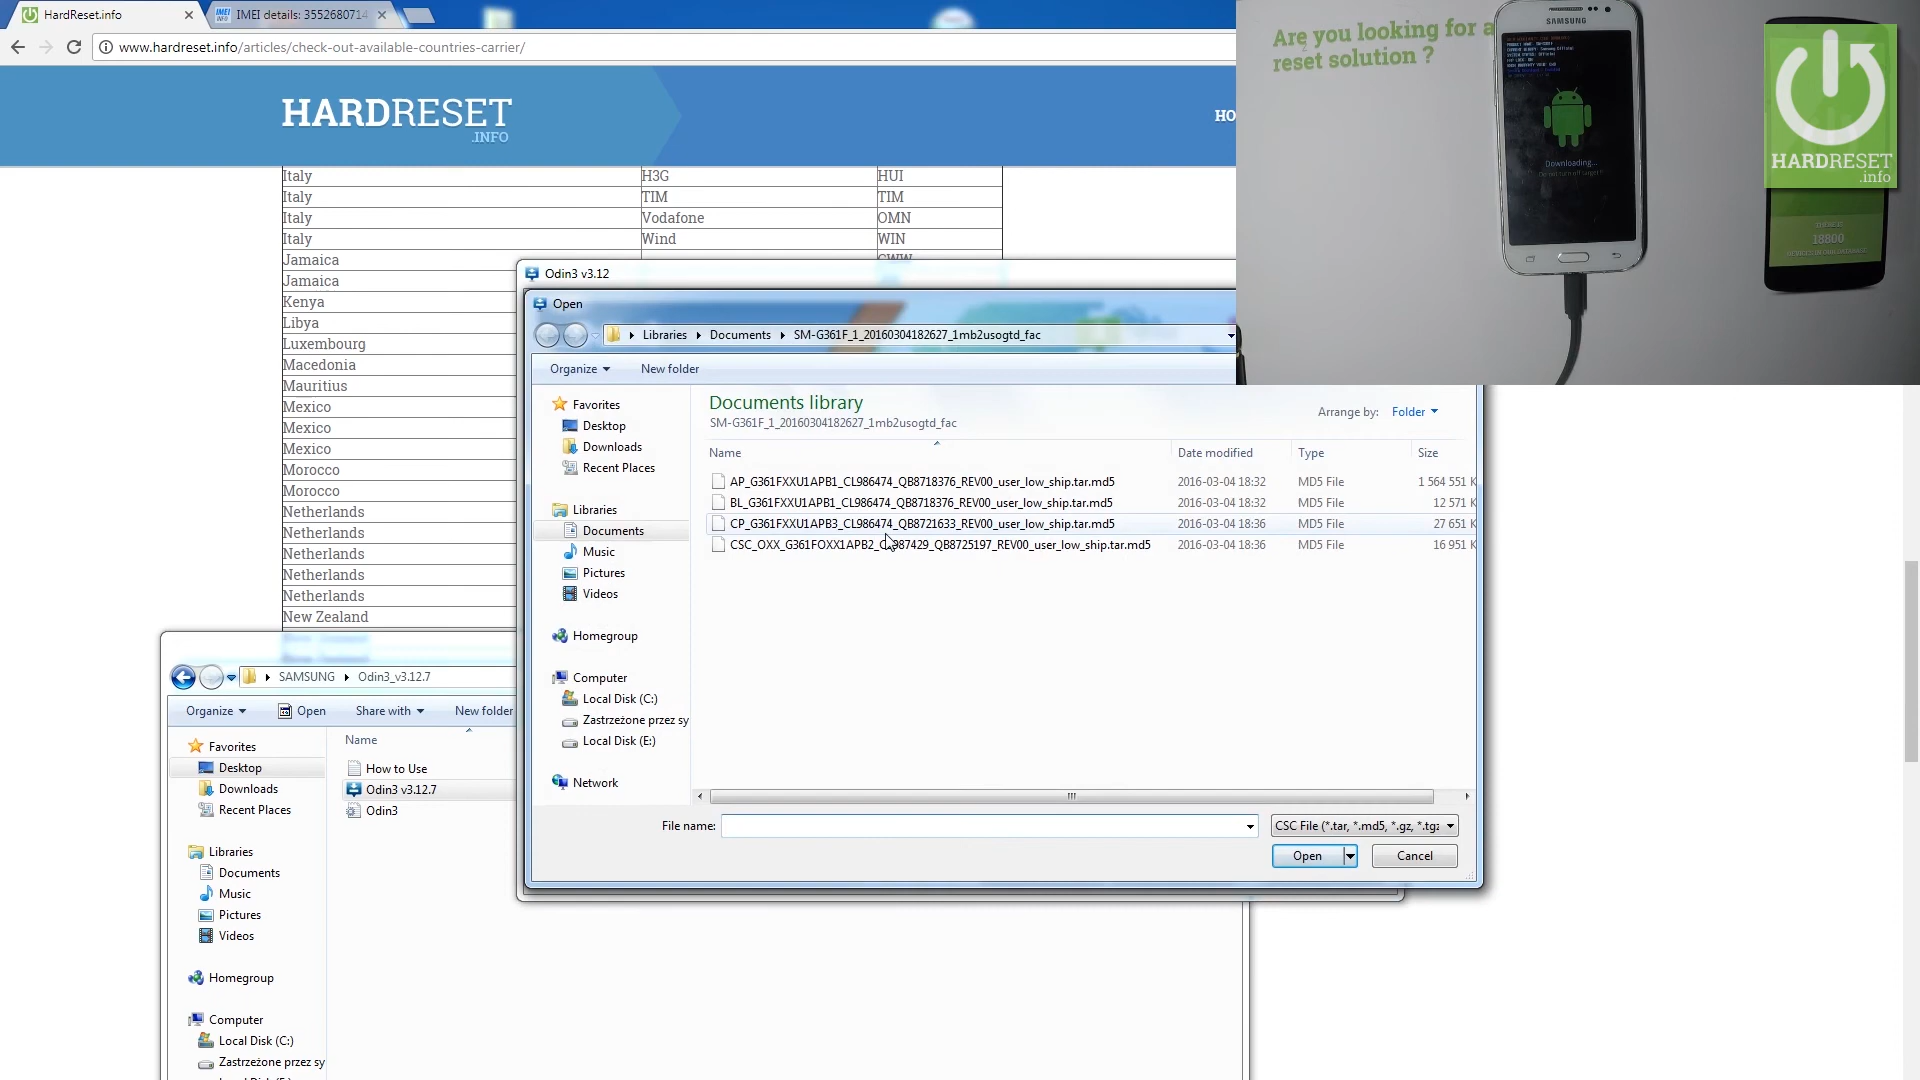 HardReset.info
IMEI details: 3552680714
www.hardreset.info/articles/check-out-available-countries-carrier/
HARDRESET
.INFO
HO
Italy H3G HUI
Italy TIM TIM
Italy Vodafone OMN
Italy Wind WIN
Jamaica CWW
Jamaica
Kenya
Libya
Luxembourg
Macedonia
Mauritius
Mexico
Mexico
Mexico
Morocco
Morocco
Netherlands
Netherlands
Netherlands
Netherlands
Netherlands
New Zealand
Odin3 v3.12
Open
Libraries Documents SM-G361F_1_20160304182627_1mb2usogtd_fac
Organize New folder
Favorites
Desktop
Downloads
Recent Places
Libraries
Documents
Music
Pictures
Videos
Homegroup
Computer
Local Disk (C:)
Zastrzeżone przez sy
Local Disk (E:)
Network
Documents library
SM-G361F_1_20160304182627_1mb2usogtd_fac
Arrange by: Folder
Name Date modified Type Size
AP_G361FXXU1APB1_CL986474_QB8718376_REV00_user_low_ship.tar.md5 2016-03-04 18:32 MD5 File 1 564 551 K
BL_G361FXXU1APB1_CL986474_QB8718376_REV00_user_low_ship.tar.md5 2016-03-04 18:32 MD5 File 12 571 K
CP_G361FXXU1APB3_CL986474_QB8721633_REV00_user_low_ship.tar.md5 2016-03-04 18:36 MD5 File 27 651 K
CSC_OXX_G361FOXX1APB2_CL987429_QB8725197_REV00_user_low_ship.tar.md5 2016-03-04 18:36 MD5 File 16 951 K
File name:
CSC File (*.tar, *.md5, *.gz, *.tgz
Open Cancel
SAMSUNG Odin3_v3.12.7
Organize Open Share with New folder
Favorites
Desktop
Downloads
Recent Places
Libraries
Documents
Music
Pictures
Videos
Homegroup
Computer
Local Disk (C:)
Zastrzeżone przez sy
Name
How to Use
Odin3 v3.12.7
Odin3
Are you looking for a
reset solution ?
SAMSUNG
Downloading...
HARDRESET
.info
18800